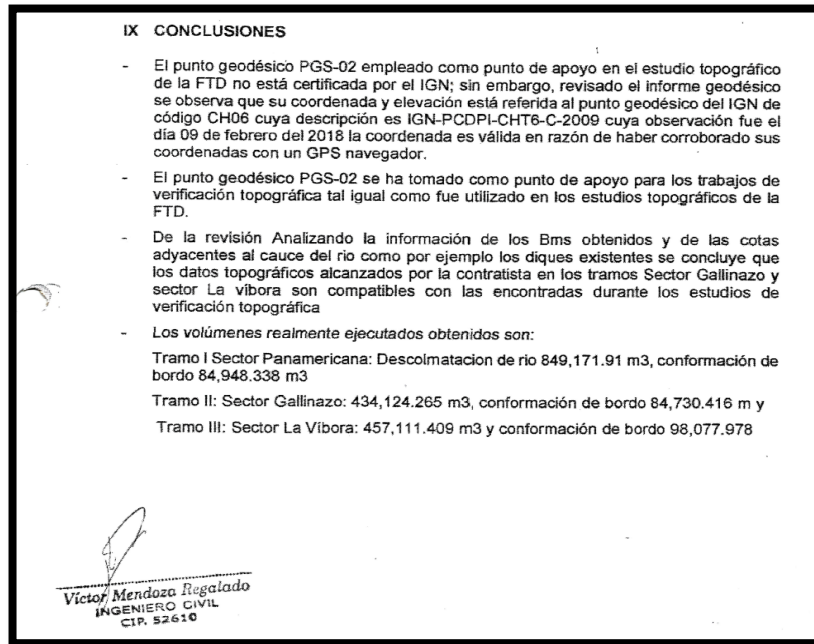 IX CONCLUSIONES
- El punto geodésico PGS-02 empleado como punto de apoyo en el estudio topográfico
de la FTD no está certificada por el IGN; sin embargo, revisado el informe geodésico
se observa que su coordenada y elevación está referida al punto geodésico del IGN de
código CH06 cuya descripción es IGN-PCDPI-CHT6-C-2009 cuya observación fue el
día 09 de febrero del 2018 la coordenada es válida en razón de haber corroborado sus
coordenadas con un GPS navegador.
- El punto geodésico PGS-02 se ha tomado como punto de apoyo para los trabajos de
verificación topográfica tal igual como fue utilizado en los estudios topográficos de la
FTD.
- De la revisión Analizando la información de los Bms obtenidos y de las cotas
adyacentes al cauce del rio como por ejemplo los diques existentes se concluye que
los datos topográficos alcanzados por la contratista en los tramos Sector Gallinazo y
sector La víbora son compatibles con las encontradas durante los estudios de
verificación topográfica
- Los volúmenes realmente ejecutados obtenidos son:
Tramo I Sector Panamericana: Descolmatacion de rio 849,171.91 m3, conformación de
bordo 84,948.338 m3
Tramo II: Sector Gallinazo: 434,124.265 m3, conformación de bordo 84,730.416 m y
Tramo III: Sector La Víbora: 457,111.409 m3 y conformación de bordo 98,077.978
Víctor Mendoza Regalado
INGENIERO CIVIL
CIP. 52610